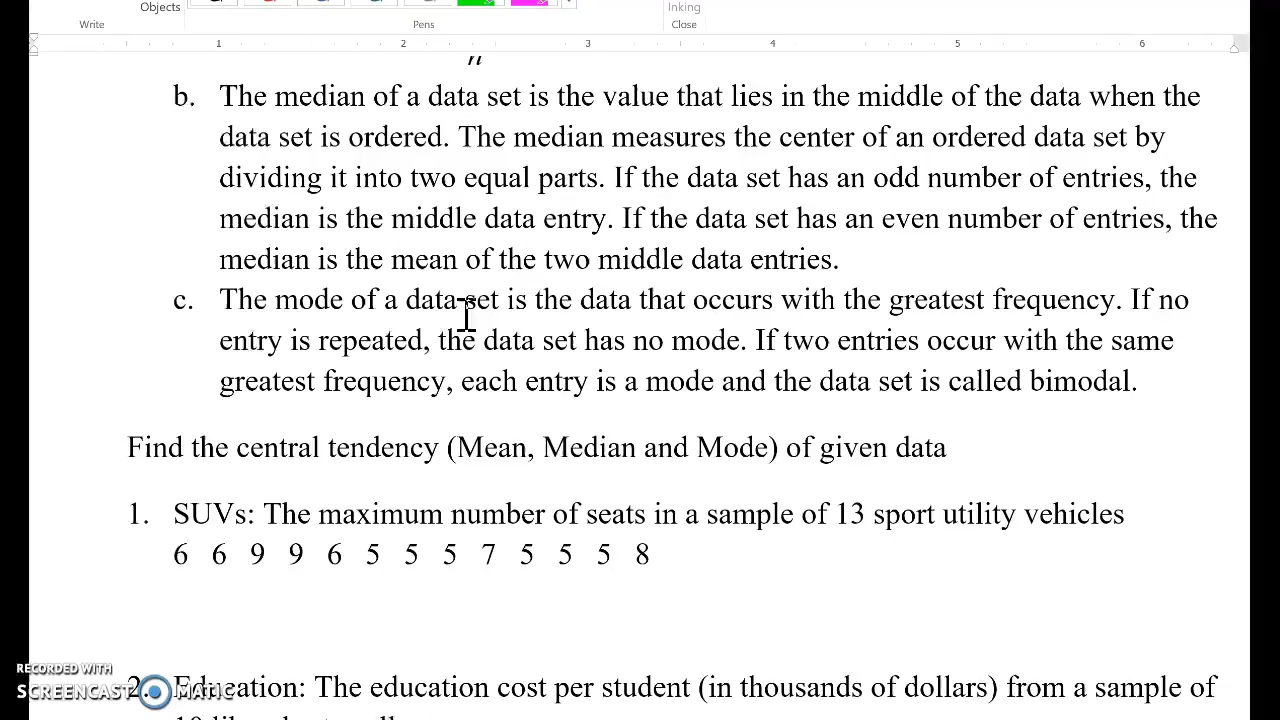 Objects
Inking
Write
Pens
Close
1 2 3 4 5 6
n
b. The median of a data set is the value that lies in the middle of the data when the
data set is ordered. The median measures the center of an ordered data set by
dividing it into two equal parts. If the data set has an odd number of entries, the
median is the middle data entry. If the data set has an even number of entries, the
median is the mean of the two middle data entries.
c. The mode of a data set is the data that occurs with the greatest frequency. If no
entry is repeated, the data set has no mode. If two entries occur with the same
greatest frequency, each entry is a mode and the data set is called bimodal.
Find the central tendency (Mean, Median and Mode) of given data
1. SUVs: The maximum number of seats in a sample of 13 sport utility vehicles
6 6 9 9 6 5 5 5 7 5 5 5 8
RECORDED WITH
SCREENCAST MATIC
2. Education: The education cost per student (in thousands of dollars) from a sample of